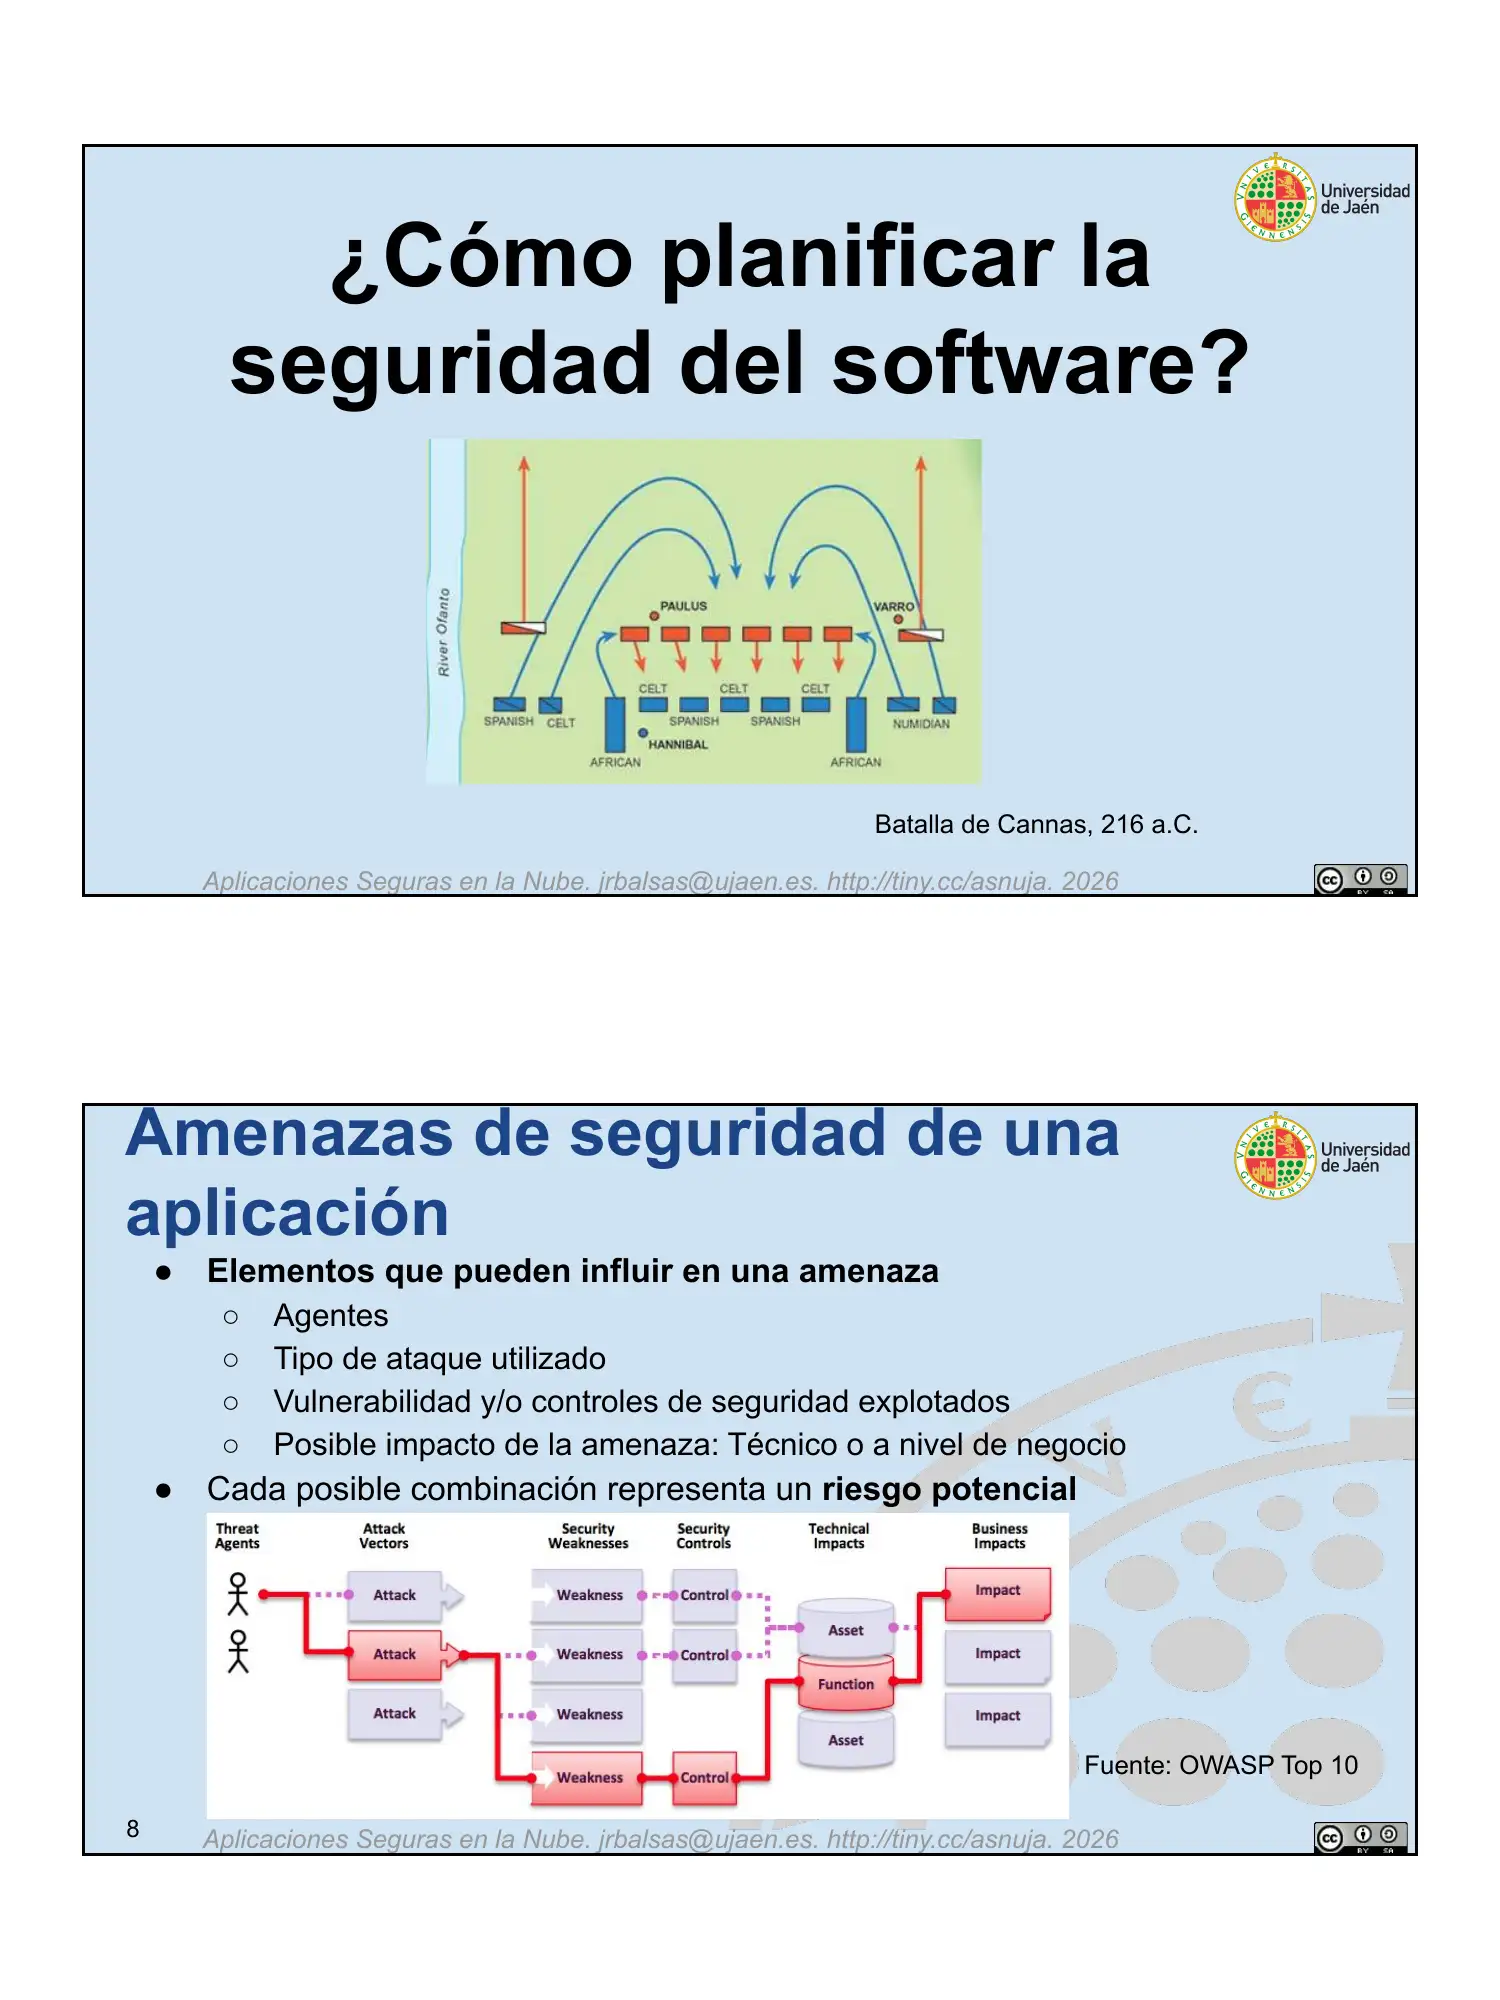 Universidad
de Jaén
¿Cómo planificar la
seguridad del software?
River Ofanto
PAULUS
VARRO
CELT
CELT
CELT
SPANISH
CELT
SPANISH
SPANISH
NUMIDIAN
HANNIBAL
AFRICAN
AFRICAN
Batalla de Cannas, 216 a.C.
Aplicaciones Seguras en la Nube. jrbalsas@ujaen.es. http://tiny.cc/asnuja. 2026
cc BY SA
Amenazas de seguridad de una
aplicación
Universidad
de Jaén
● Elementos que pueden influir en una amenaza
○ Agentes
○ Tipo de ataque utilizado
○ Vulnerabilidad y/o controles de seguridad explotados
○ Posible impacto de la amenaza: Técnico o a nivel de negocio
● Cada posible combinación representa un riesgo potencial
Threat Agents
Attack Vectors
Security Weaknesses
Security Controls
Technical Impacts
Business Impacts
Attack
Weakness
Control
Impact
Asset
Attack
Weakness
Control
Impact
Function
Attack
Weakness
Impact
Asset
Weakness
Control
Fuente: OWASP Top 10
8
Aplicaciones Seguras en la Nube. jrbalsas@ujaen.es. http://tiny.cc/asnuja. 2026
cc BY SA